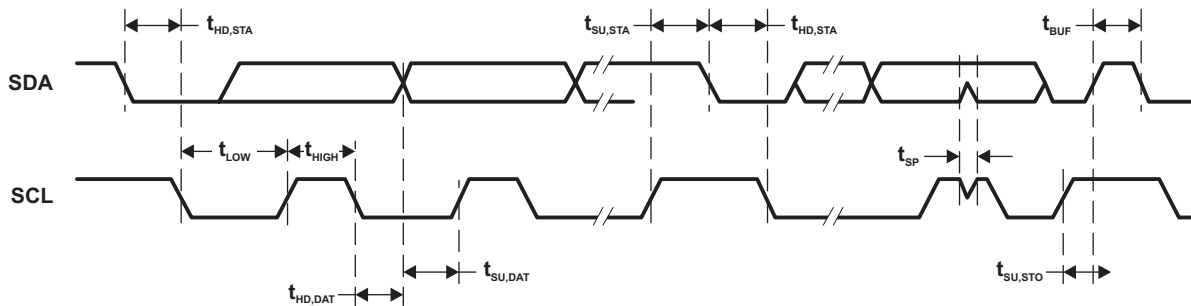 tHD,STA
tSU,STA
tHD,STA
tBUF
SDA
tLOW
tHIGH
tSP
SCL
tSU,DAT
tSU,STO
tHD,DAT